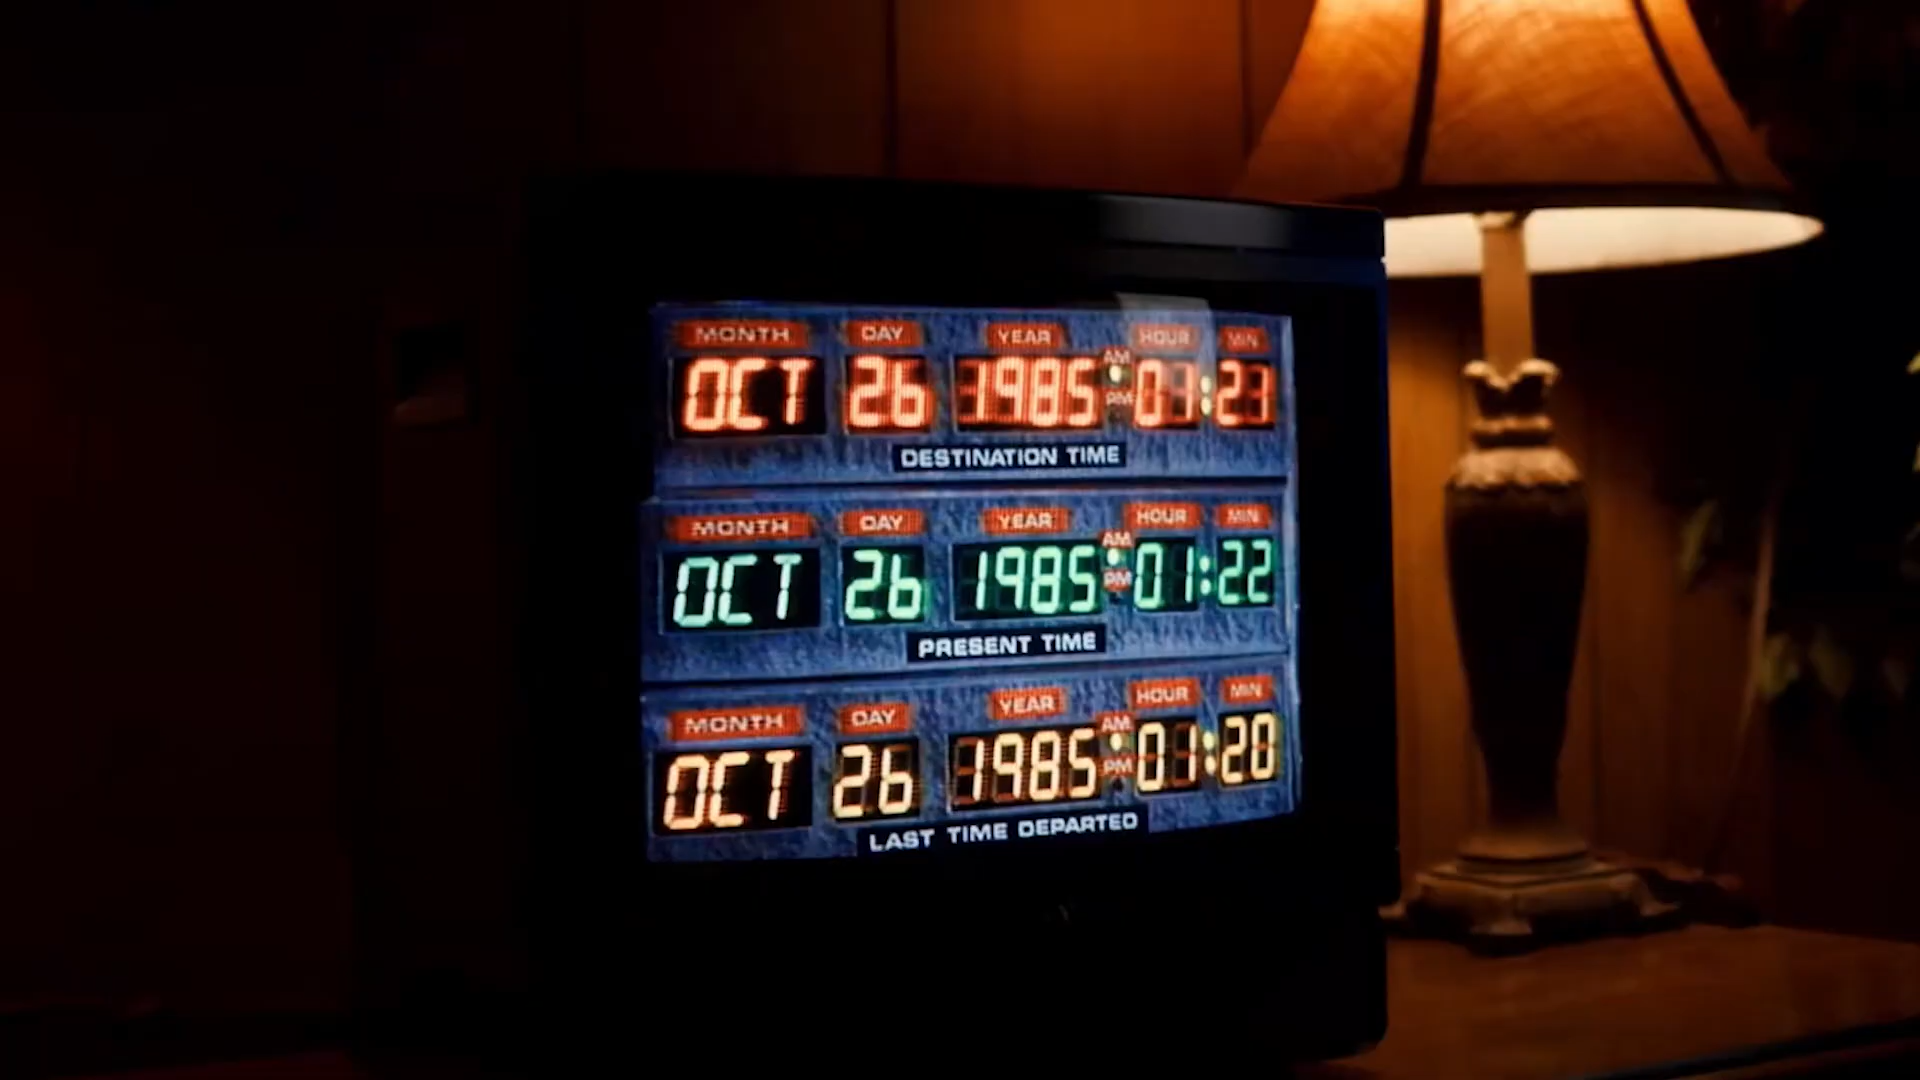 MONTH DAY YEAR HOUR MIN
AM
OCT 26 1985 01:21
PM
DESTINATION TIME
MONTH DAY YEAR HOUR MIN
AM
OCT 26 1985 01:22
PM
PRESENT TIME
MONTH DAY YEAR HOUR MIN
AM
OCT 26 1985 01:20
PM
LAST TIME DEPARTED